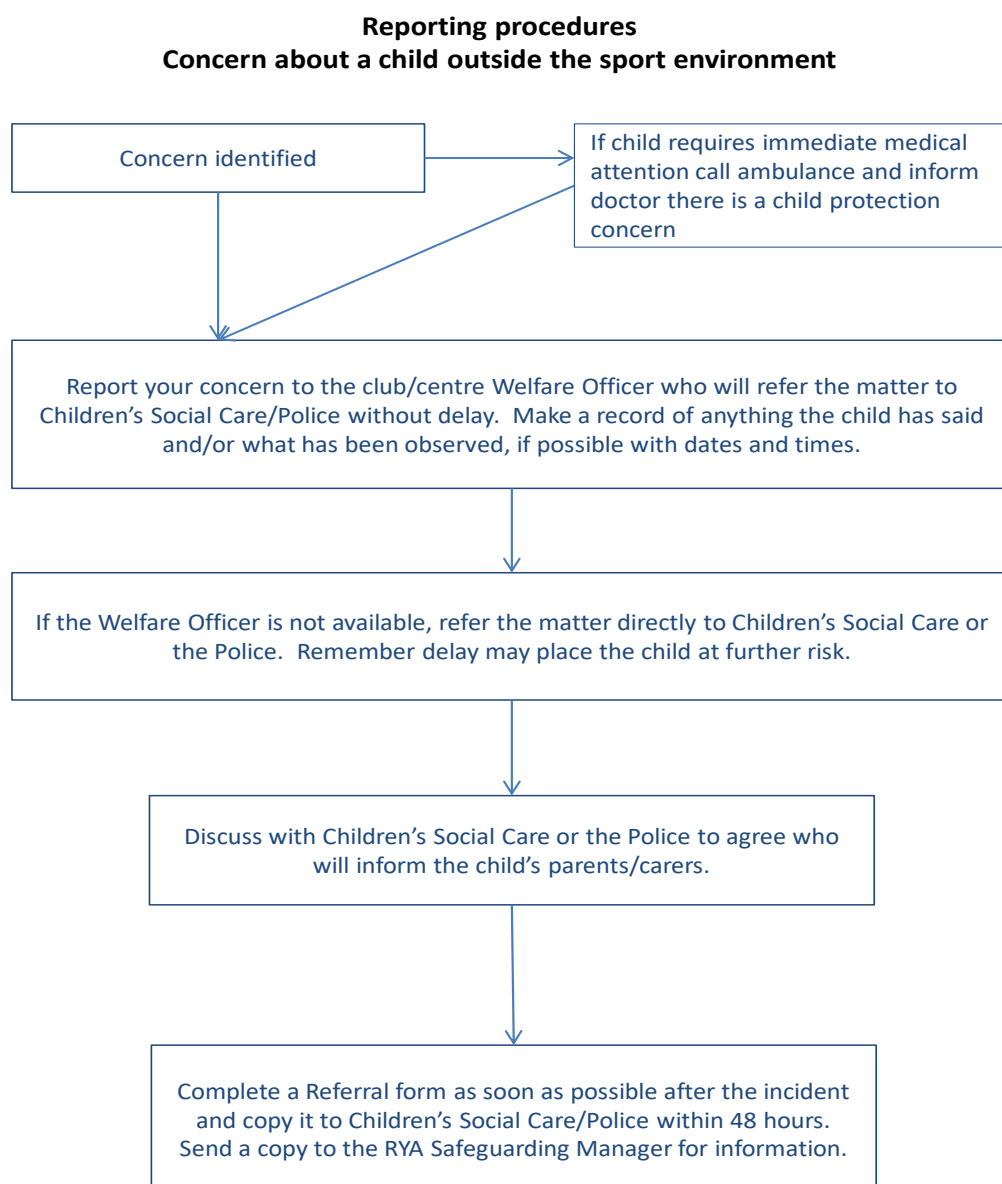 Reporting procedures
Concern about a child outside the sport environment
Concern identified
If child requires immediate medical
attention call ambulance and inform
doctor there is a child protection
concern
Report your concern to the club/centre Welfare Officer who will refer the matter to
Children’s Social Care/Police without delay.  Make a record of anything the child has said
and/or what has been observed, if possible with dates and times.
If the Welfare Officer is not available, refer the matter directly to Children’s Social Care or
the Police.  Remember delay may place the child at further risk.
Discuss with Children’s Social Care or the Police to agree who
will inform the child’s parents/carers.
Complete a Referral form as soon as possible after the incident
and copy it to Children’s Social Care/Police within 48 hours.
Send a copy to the RYA Safeguarding Manager for information.